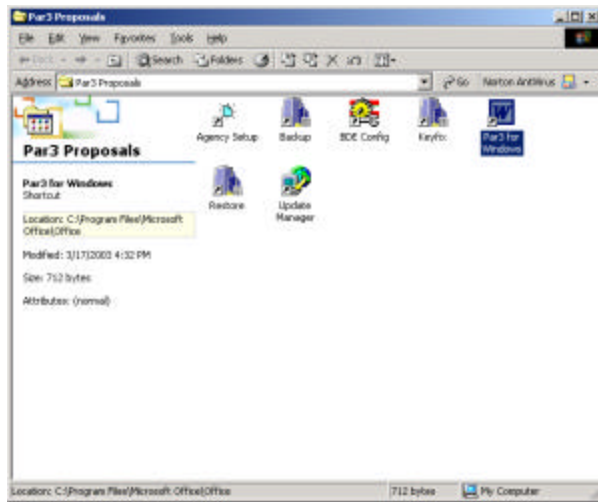 Par3 Proposals
File Edit View Favorites Tools Help
Back Search Folders
Address Par3 Proposals Go Norton AntiVirus
Par3 Proposals
Par3 for Windows
Shortcut
Location: C:\Program Files\Microsoft
Office\Office
Modified: 3/17/2003 4:32 PM
Size: 712 bytes
Attributes: (normal)
Agency Setup
Backup
BDE Config
Keyfix
Par3 for
Windows
Restore
Update
Manager
Location: C:\Program Files\Microsoft Office\Office 712 bytes My Computer